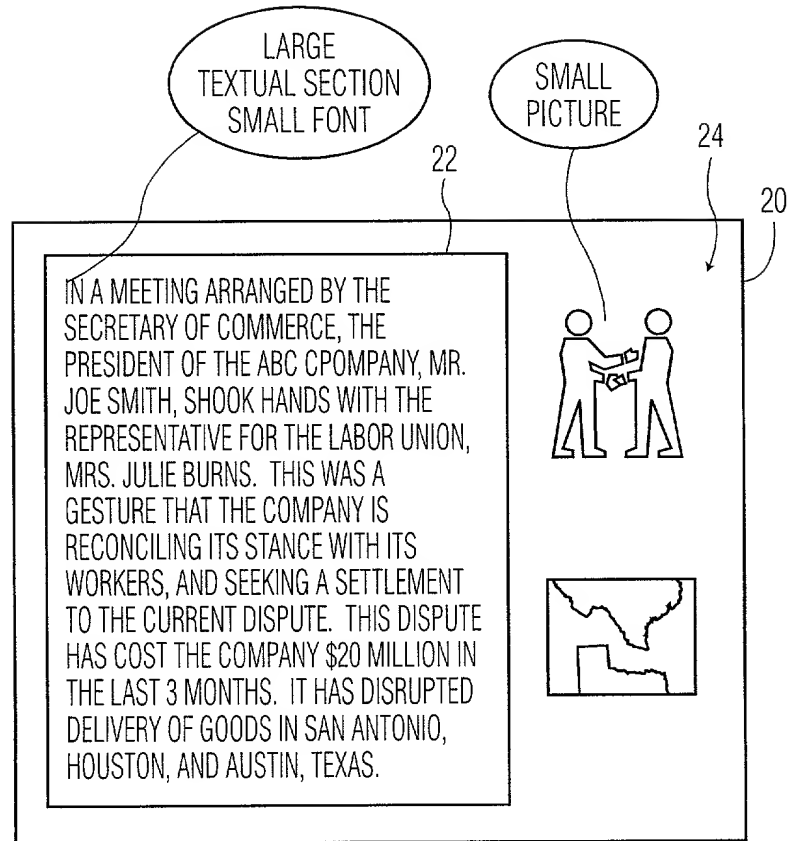 LARGE
TEXTUAL SECTION
SMALL FONT
SMALL
PICTURE
22
24
20
IN A MEETING ARRANGED BY THE
SECRETARY OF COMMERCE, THE
PRESIDENT OF THE ABC CPOMPANY, MR.
JOE SMITH, SHOOK HANDS WITH THE
REPRESENTATIVE FOR THE LABOR UNION,
MRS. JULIE BURNS. THIS WAS A
GESTURE THAT THE COMPANY IS
RECONCILING ITS STANCE WITH ITS
WORKERS, AND SEEKING A SETTLEMENT
TO THE CURRENT DISPUTE. THIS DISPUTE
HAS COST THE COMPANY $20 MILLION IN
THE LAST 3 MONTHS. IT HAS DISRUPTED
DELIVERY OF GOODS IN SAN ANTONIO,
HOUSTON, AND AUSTIN, TEXAS.